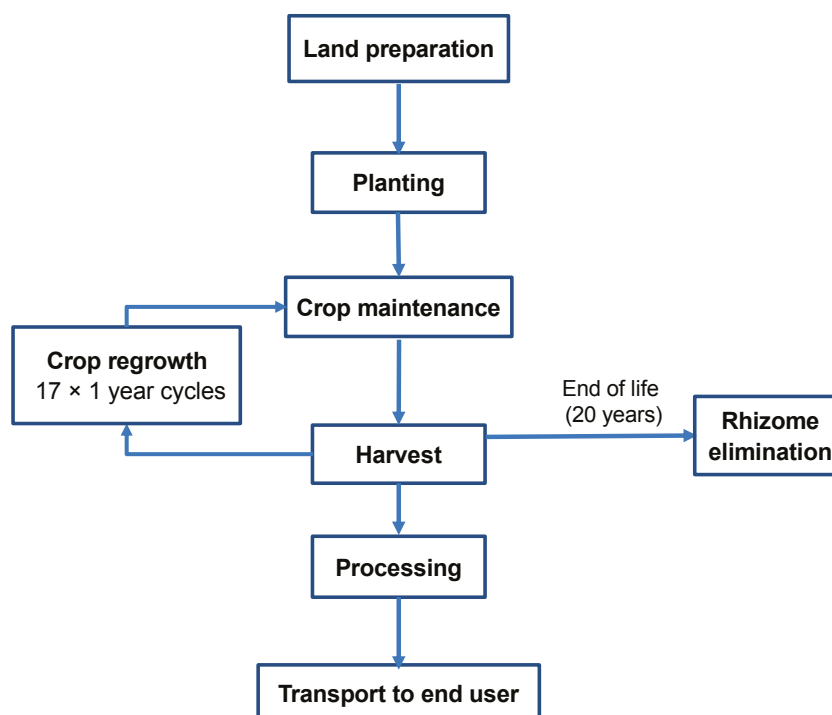 Land preparation
Planting
Crop maintenance
Crop regrowth
17 × 1 year cycles
End of life
(20 years)
Rhizome
elimination
Harvest
Processing
Transport to end user